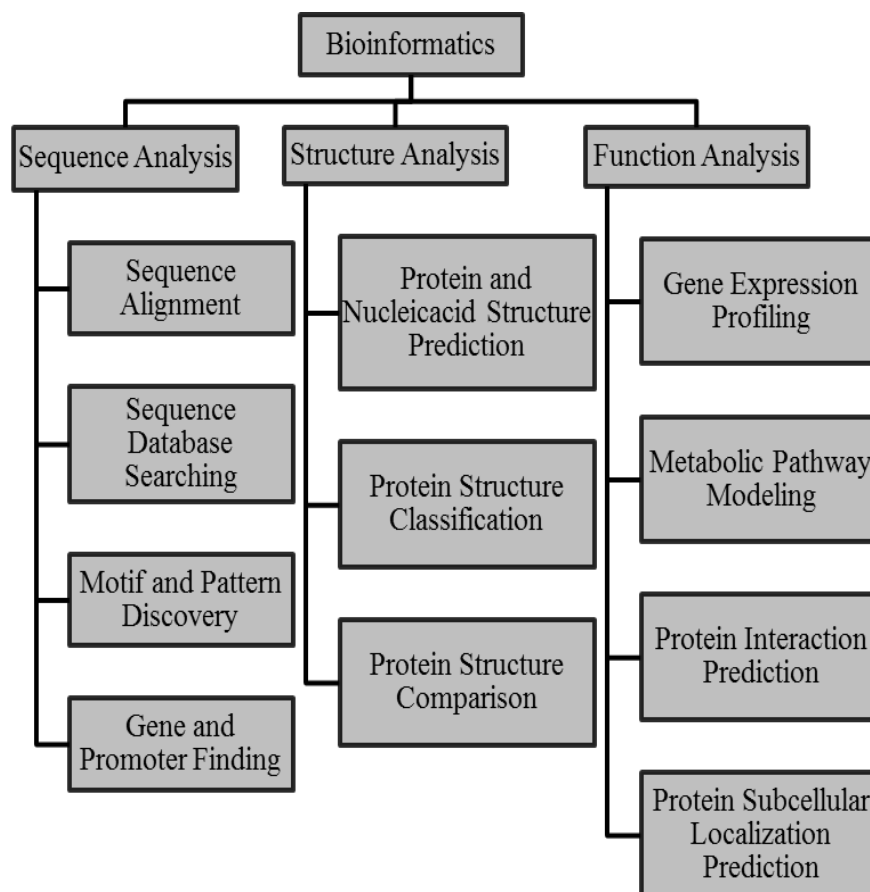 Bioinformatics
Sequence Analysis
Structure Analysis
Function Analysis
Sequence
Alignment
Sequence
Database
Searching
Motif and Pattern
Discovery
Gene and
Promoter Finding
Protein and
Nucleicacid Structure
Prediction
Protein Structure
Classification
Protein Structure
Comparison
Gene Expression
Profiling
Metabolic Pathway
Modeling
Protein Interaction
Prediction
Protein Subcellular
Localization
Prediction